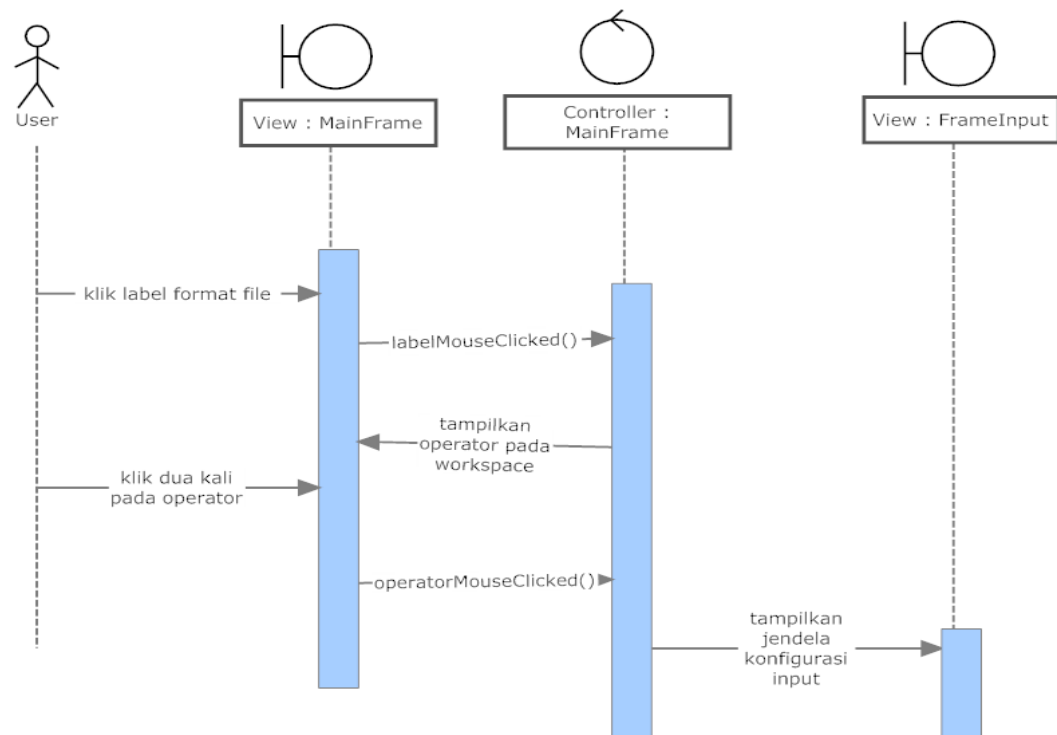 User
View : MainFrame
Controller :
MainFrame
View : FrameInput
klik label format file
labelMouseClicked()
tampilkan
operator pada
workspace
klik dua kali
pada operator
operatorMouseClicked()
tampilkan
jendela
konfigurasi
input